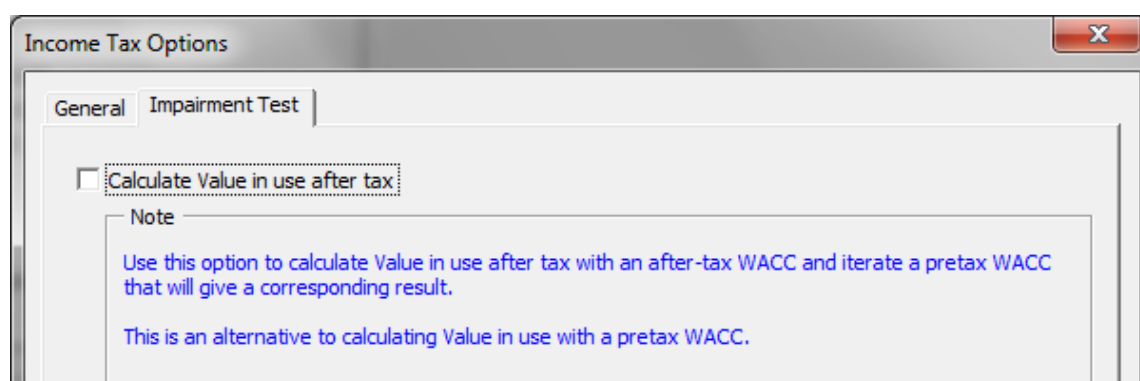 Income Tax Options
General Impairment Test
Calculate Value in use after tax
Note
Use this option to calculate Value in use after tax with an after-tax WACC and iterate a pretax WACC
that will give a corresponding result.
This is an alternative to calculating Value in use with a pretax WACC.